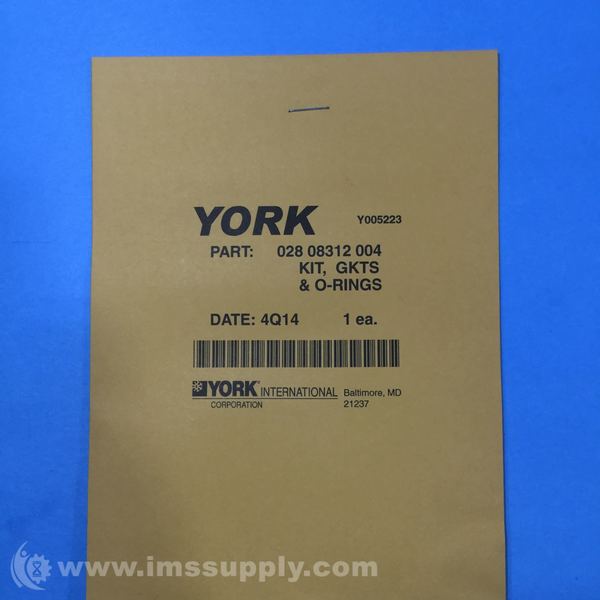 YORK Y005223
PART: 028 08312 004
KIT, GKTS
& O-RINGS
DATE: 4Q14 1 ea.
YORK® INTERNATIONAL Baltimore, MD
CORPORATION 21237
www.imssupply.com